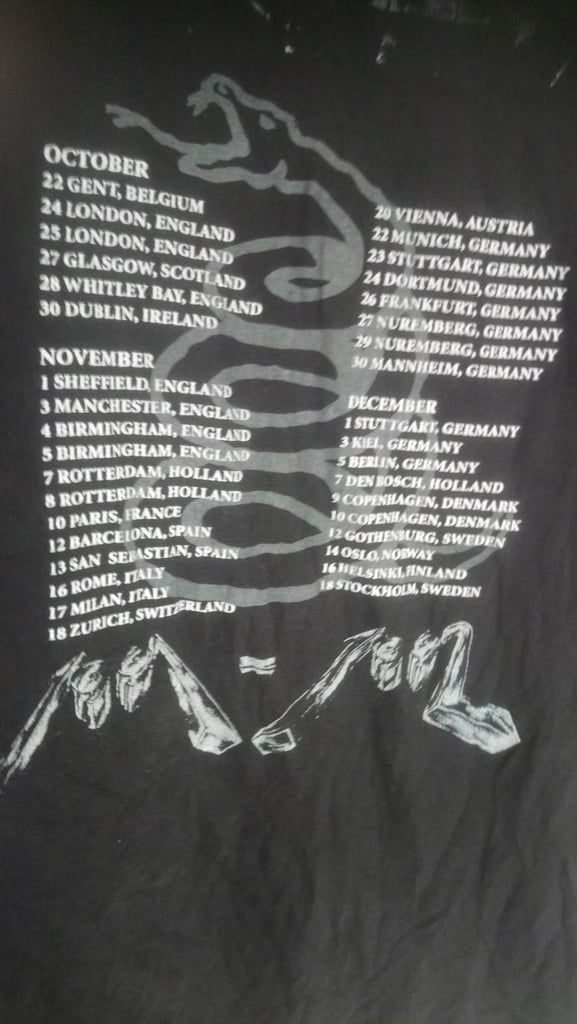 OCTOBER
22 GENT, BELGIUM
24 LONDON, ENGLAND
25 LONDON, ENGLAND
27 GLASGOW, SCOTLAND
28 WHITLEY BAY, ENGLAND
30 DUBLIN, IRELAND
NOVEMBER
1 SHEFFIELD, ENGLAND
3 MANCHESTER, ENGLAND
4 BIRMINGHAM, ENGLAND
5 BIRMINGHAM, ENGLAND
7 ROTTERDAM, HOLLAND
8 ROTTERDAM, HOLLAND
10 PARIS, FRANCE
12 BARCELONA, SPAIN
13 SAN SEBASTIAN, SPAIN
16 ROME, ITALY
17 MILAN, ITALY
18 ZURICH, SWITZERLAND
20 VIENNA, AUSTRIA
22 MUNICH, GERMANY
23 STUTTGART, GERMANY
24 DORTMUND, GERMANY
26 FRANKFURT, GERMANY
27 NUREMBERG, GERMANY
29 NUREMBERG, GERMANY
30 MANNHEIM, GERMANY
DECEMBER
1 STUTTGART, GERMANY
3 KIEL, GERMANY
5 BERLIN, GERMANY
7 DEN BOSCH, HOLLAND
9 COPENHAGEN, DENMARK
10 COPENHAGEN, DENMARK
12 GOTHENBURG, SWEDEN
14 OSLO, NORWAY
16 HELSINKI, FINLAND
18 STOCKHOLM, SWEDEN